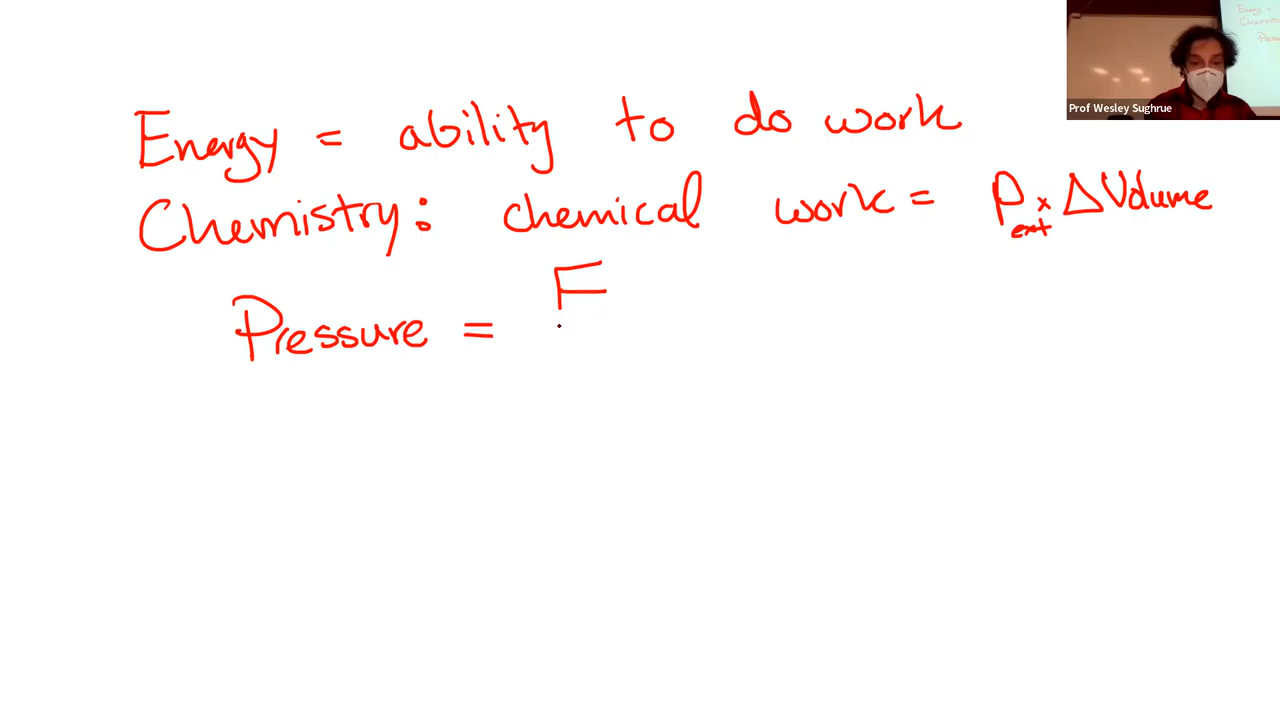 Prof Wesley Sughrue
Energy = ability to do work
Chemistry: chemical work = Pext x ΔVolume
Pressure = F